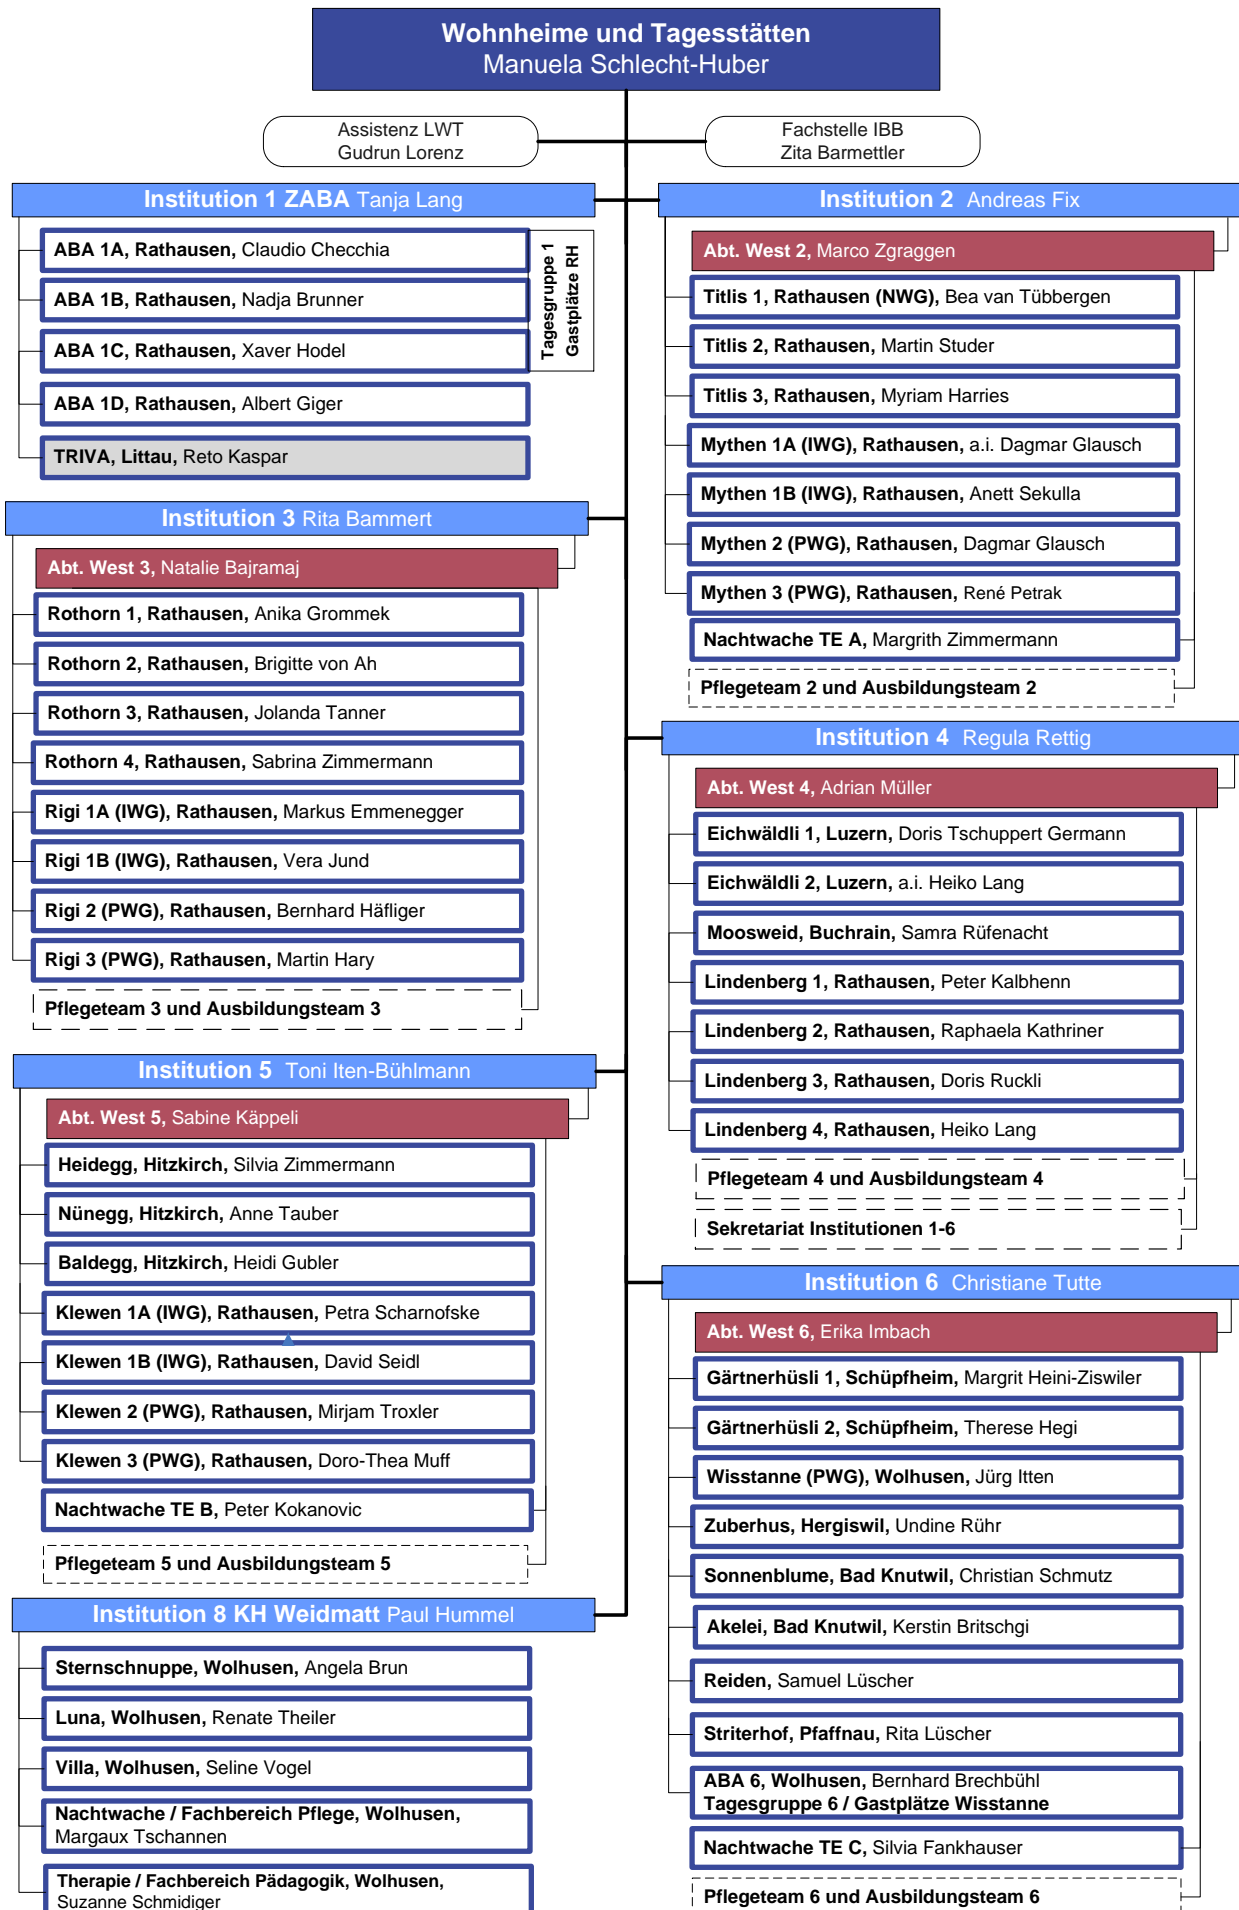 Wohnheime und Tagesstätten
Manuela Schlecht-Huber
Assistenz LWT
Gudrun Lorenz
Fachstelle IBB
Zita Barmettler
Institution 1 ZABA Tanja Lang
ABA 1A, Rathausen, Claudio Checchia
ABA 1B, Rathausen, Nadja Brunner
ABA 1C, Rathausen, Xaver Hodel
ABA 1D, Rathausen, Albert Giger
TRIVA, Littau, Reto Kaspar
Tagesgruppe 1
Gastplätze RH
Institution 2 Andreas Fix
Abt. West 2, Marco Zgraggen
Titlis 1, Rathausen (NWG), Bea van Tübbergen
Titlis 2, Rathausen, Martin Studer
Titlis 3, Rathausen, Myriam Harries
Mythen 1A (IWG), Rathausen, a.i. Dagmar Glausch
Mythen 1B (IWG), Rathausen, Anett Sekulla
Mythen 2 (PWG), Rathausen, Dagmar Glausch
Mythen 3 (PWG), Rathausen, René Petrak
Nachtwache TE A, Margrith Zimmermann
Pflegeteam 2 und Ausbildungsteam 2
Institution 3 Rita Bammert
Abt. West 3, Natalie Bajramaj
Rothorn 1, Rathausen, Anika Grommek
Rothorn 2, Rathausen, Brigitte von Ah
Rothorn 3, Rathausen, Jolanda Tanner
Rothorn 4, Rathausen, Sabrina Zimmermann
Rigi 1A (IWG), Rathausen, Markus Emmenegger
Rigi 1B (IWG), Rathausen, Vera Jund
Rigi 2 (PWG), Rathausen, Bernhard Häfliger
Rigi 3 (PWG), Rathausen, Martin Hary
Pflegeteam 3 und Ausbildungsteam 3
Institution 4 Regula Rettig
Abt. West 4, Adrian Müller
Eichwäldli 1, Luzern, Doris Tschuppert Germann
Eichwäldli 2, Luzern, a.i. Heiko Lang
Moosweid, Buchrain, Samra Rüfenacht
Lindenberg 1, Rathausen, Peter Kalbhenn
Lindenberg 2, Rathausen, Raphaela Kathriner
Lindenberg 3, Rathausen, Doris Ruckli
Lindenberg 4, Rathausen, Heiko Lang
Pflegeteam 4 und Ausbildungsteam 4
Sekretariat Institutionen 1-6
Institution 5 Toni Iten-Bühlmann
Abt. West 5, Sabine Käppeli
Heidegg, Hitzkirch, Silvia Zimmermann
Nünegg, Hitzkirch, Anne Tauber
Baldegg, Hitzkirch, Heidi Gubler
Klewen 1A (IWG), Rathausen, Petra Scharnofske
Klewen 1B (IWG), Rathausen, David Seidl
Klewen 2 (PWG), Rathausen, Mirjam Troxler
Klewen 3 (PWG), Rathausen, Doro-Thea Muff
Nachtwache TE B, Peter Kokanovic
Pflegeteam 5 und Ausbildungsteam 5
Institution 6 Christiane Tutte
Abt. West 6, Erika Imbach
Gärtnerhüsli 1, Schüpfheim, Margrit Heini-Ziswiler
Gärtnerhüsli 2, Schüpfheim, Therese Hegi
Wisstanne (PWG), Wolhusen, Jürg Itten
Zuberhus, Hergiswil, Undine Rühr
Sonnenblume, Bad Knutwil, Christian Schmutz
Akelei, Bad Knutwil, Kerstin Britschgi
Reiden, Samuel Lüscher
Striterhof, Pfaffnau, Rita Lüscher
ABA 6, Wolhusen, Bernhard Brechbühl
Tagesgruppe 6 / Gastplätze Wisstanne
Nachtwache TE C, Silvia Fankhauser
Pflegeteam 6 und Ausbildungsteam 6
Institution 8 KH Weidmatt Paul Hummel
Sternschnuppe, Wolhusen, Angela Brun
Luna, Wolhusen, Renate Theiler
Villa, Wolhusen, Seline Vogel
Nachtwache / Fachbereich Pflege, Wolhusen,
Margaux Tschannen
Therapie / Fachbereich Pädagogik, Wolhusen,
Suzanne Schmidiger